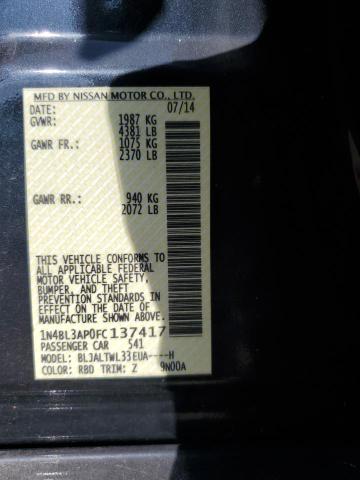 MFD BY NISSAN MOTOR CO., LTD.
DATE: 07/14
GVWR: 1987 KG
4381 LB
GAWR FR.: 1075 KG
2370 LB
GAWR RR.: 940 KG
2072 LB
THIS VEHICLE CONFORMS TO
ALL APPLICABLE FEDERAL
MOTOR VEHICLE SAFETY,
BUMPER, AND THEFT
PREVENTION STANDARDS IN
EFFECT ON THE DATE OF
MANUFACTURE SHOWN ABOVE.
1N4BL3AP0FC137417
PASSENGER CAR 541
MODEL: BL3ALTWL33EUA----H
COLOR: RBD TRIM: Z 9N00A